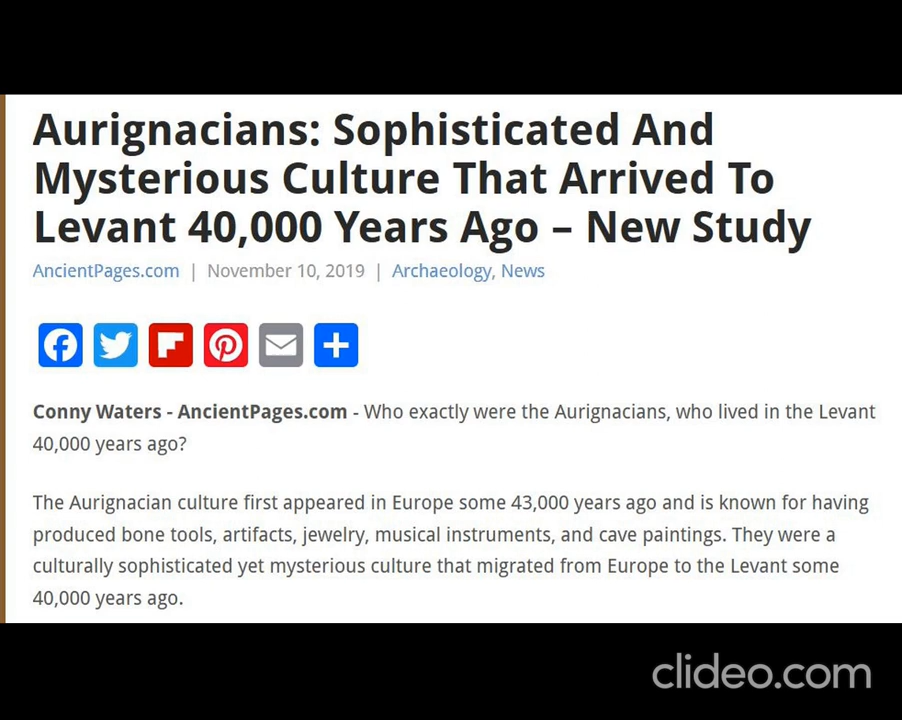 Aurignacians: Sophisticated And
Mysterious Culture That Arrived To
Levant 40,000 Years Ago – New Study
AncientPages.com | November 10, 2019 | Archaeology, News
Conny Waters - AncientPages.com - Who exactly were the Aurignacians, who lived in the Levant
40,000 years ago?
The Aurignacian culture first appeared in Europe some 43,000 years ago and is known for having
produced bone tools, artifacts, jewelry, musical instruments, and cave paintings. They were a
culturally sophisticated yet mysterious culture that migrated from Europe to the Levant some
40,000 years ago.
clideo.com